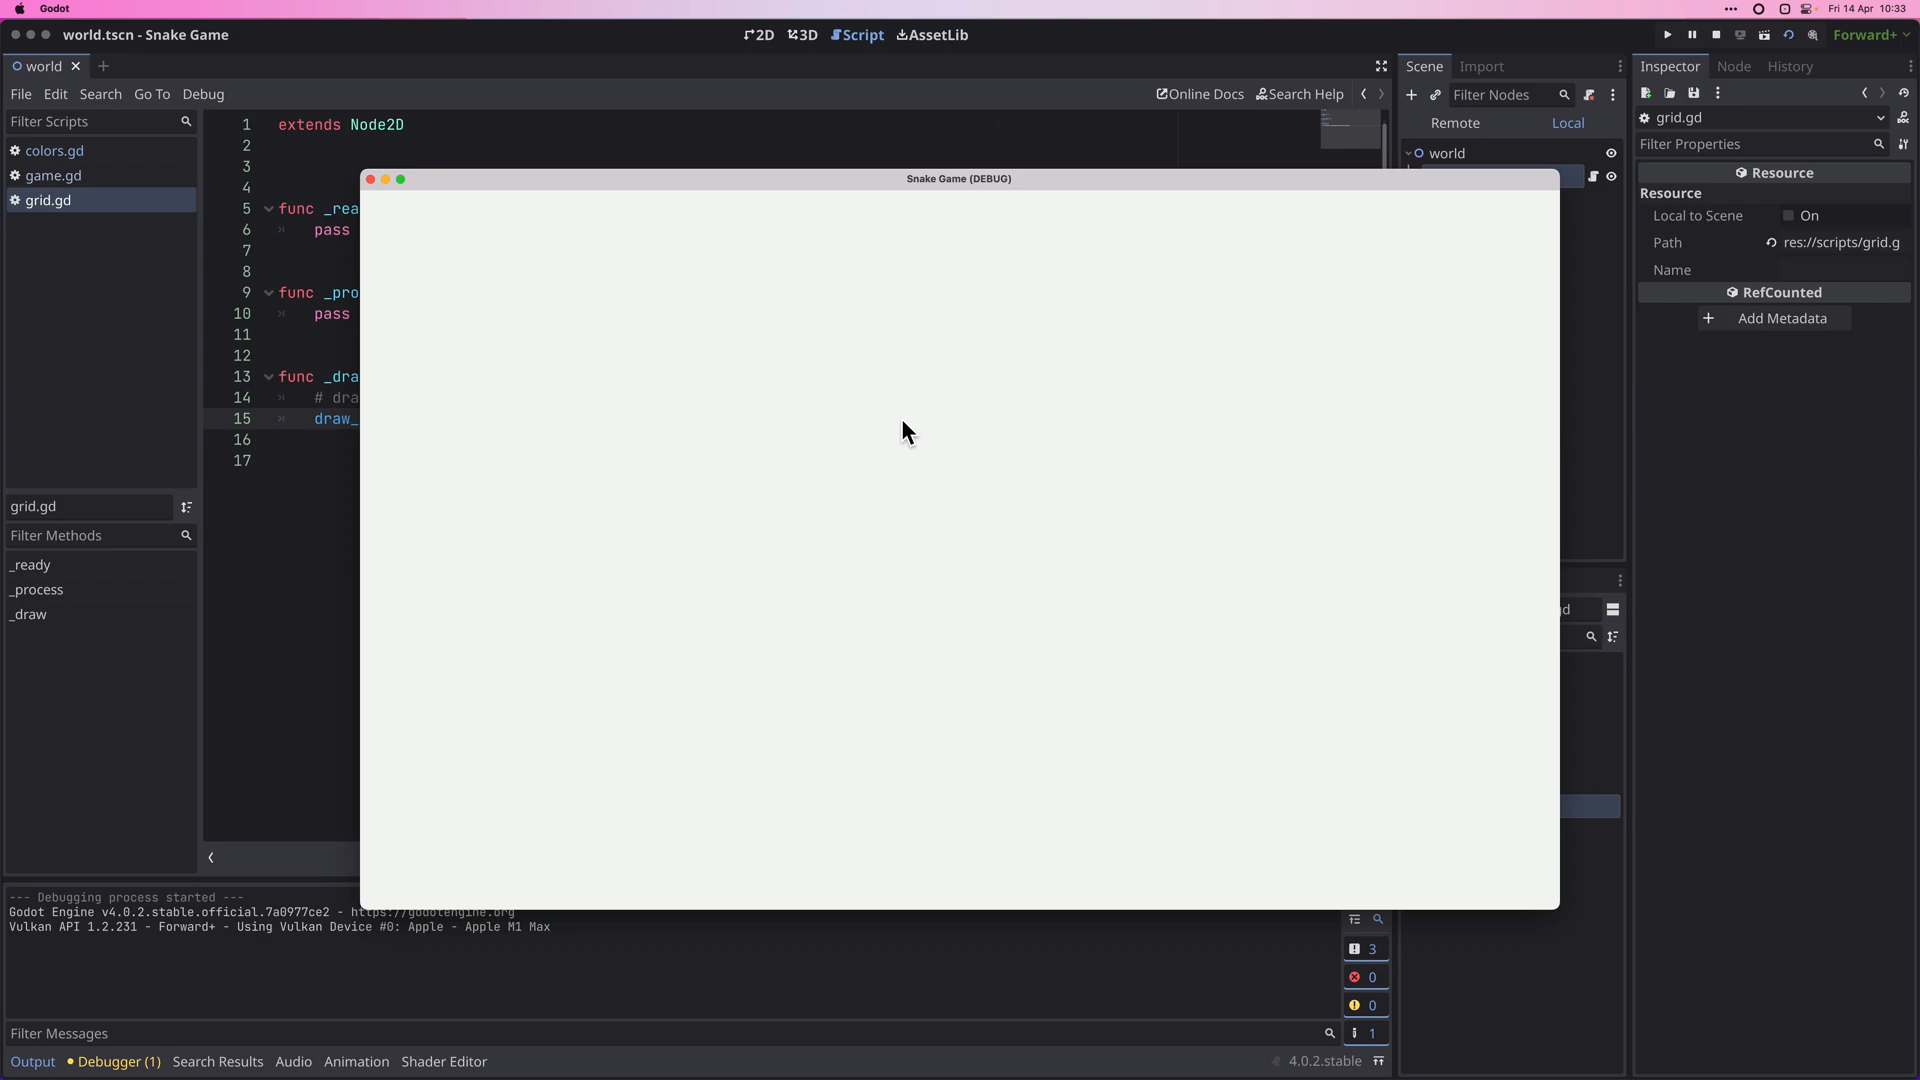 Godot
Fri 14 Apr 10:33
world.tscn - Snake Game
2D 3D Script AssetLib
Forward+
world
Scene Import
Inspector Node History
File Edit Search Go To Debug
Online Docs Search Help
Filter Nodes
Filter Scripts
Remote Local
grid.gd
Filter Properties
colors.gd
game.gd
grid.gd
world
Resource
Resource
Local to Scene On
Path res://scripts/grid.g
Name
RefCounted
Add Metadata
1 extends Node2D
2
3
4
5 func _rea
6 pass
7
8
9 func _pro
10 pass
11
12
13 func _dra
14 # dra
15 draw_
16
17
Snake Game (DEBUG)
grid.gd
Filter Methods
_ready
_process
_draw
--- Debugging process started ---
Godot Engine v4.0.2.stable.official.7a0977ce2 - https://godotengine.org
Vulkan API 1.2.231 - Forward+ - Using Vulkan Device #0: Apple - Apple M1 Max
3
0
0
1
Filter Messages
Output Debugger (1) Search Results Audio Animation Shader Editor
4.0.2.stable